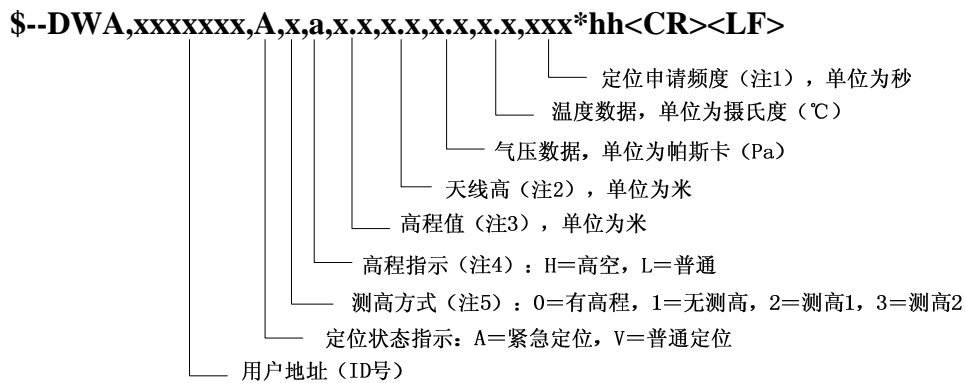 $--DWA,xxxxxxxx,A,x,a,x.x,x.x,x.x,x.x,xxx*hh<CR><LF>
定位申请频度（注1），单位为秒
温度数据，单位为摄氏度（℃）
气压数据，单位为帕斯卡（Pa）
天线高（注2），单位为米
高程值（注3），单位为米
高程指示（注4）：H＝高空，L＝普通
测高方式（注5）：0＝有高程，1＝无测高，2＝测高1，3＝测高2
定位状态指示：A＝紧急定位，V＝普通定位
用户地址（ID号）